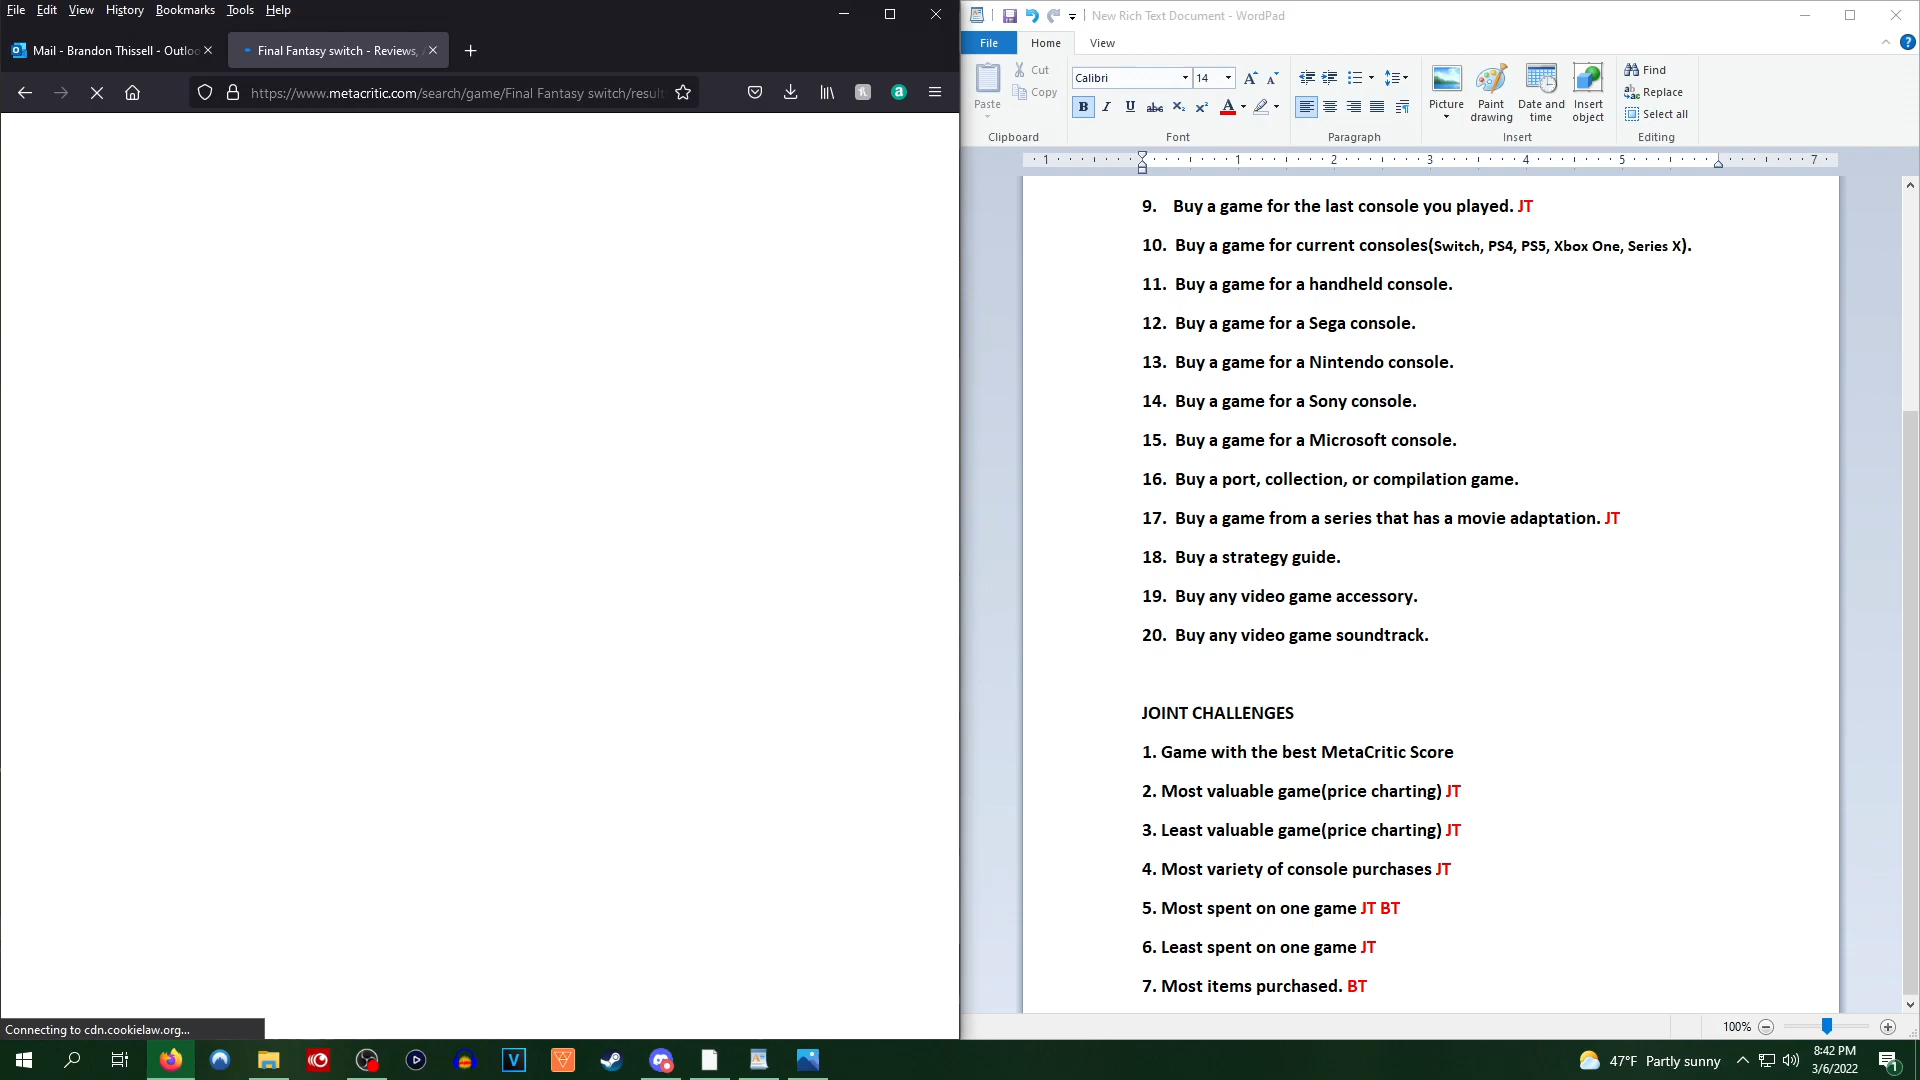 File Edit View History Bookmarks Tools Help
Mail - Brandon Thissell - Outloo
Final Fantasy switch - Reviews,
https://www.metacritic.com/search/game/Final Fantasy switch/result
Connecting to cdn.cookielaw.org...
New Rich Text Document - WordPad
File Home View
Paste Cut Copy
Calibri 14
Picture
Paint drawing
Date and time
Insert object
Find
Replace
Select all
Clipboard Font Paragraph Insert Editing
1 1 2 3 4 5 7
9. Buy a game for the last console you played. JT
10. Buy a game for current consoles(Switch, PS4, PS5, Xbox One, Series X).
11. Buy a game for a handheld console.
12. Buy a game for a Sega console.
13. Buy a game for a Nintendo console.
14. Buy a game for a Sony console.
15. Buy a game for a Microsoft console.
16. Buy a port, collection, or compilation game.
17. Buy a game from a series that has a movie adaptation. JT
18. Buy a strategy guide.
19. Buy any video game accessory.
20. Buy any video game soundtrack.
JOINT CHALLENGES
1. Game with the best MetaCritic Score
2. Most valuable game(price charting) JT
3. Least valuable game(price charting) JT
4. Most variety of console purchases JT
5. Most spent on one game JT BT
6. Least spent on one game JT
7. Most items purchased. BT
100%
47°F Partly sunny
8:42 PM
3/6/2022
1